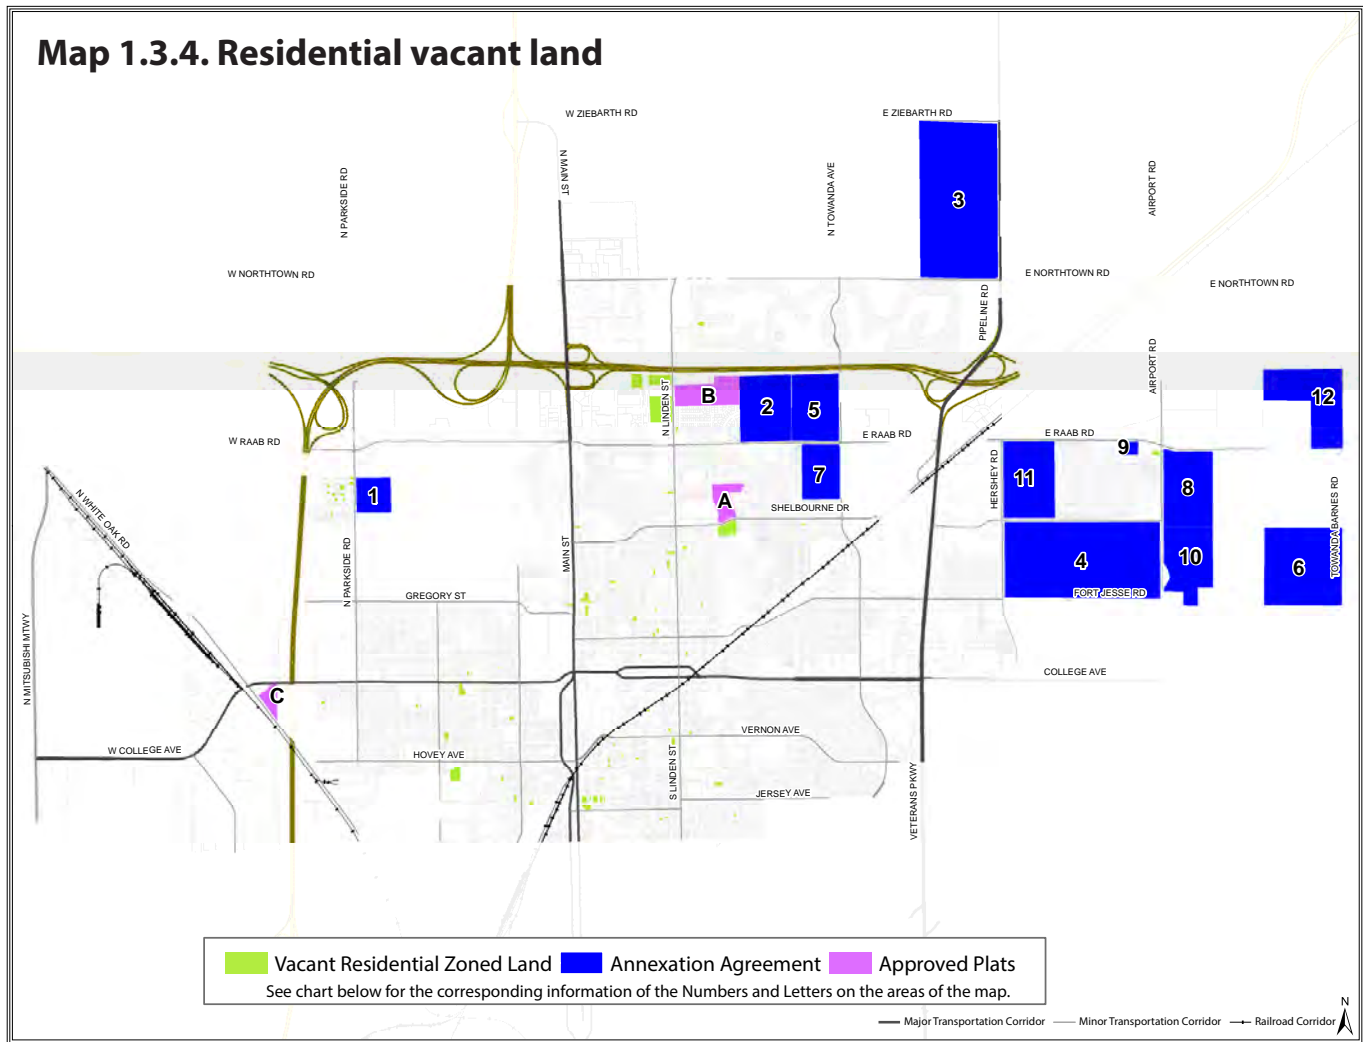 Map 1.3.4. Residential vacant land
W ZIEBARTH RD
E ZIEBARTH RD
N MAIN ST
N PARKSIDE RD
N TOWANDA AVE
AIRPORT RD
3
W NORTHTOWN RD
E NORTHTOWN RD
E NORTHTOWN RD
PIPELINE RD
AIRPORT RD
N LINDEN ST
B
2
5
12
W RAAB RD
E RAAB RD
E RAAB RD
9
7
11
8
HERSHEY RD
1
A
SHELBOURNE DR
TOWANDA BARNES RD
N WHITE OAK RD
MAIN ST
N PARKSIDE RD
4
10
6
GREGORY ST
FORT JESSE RD
N MITSUBISHI MTWY
COLLEGE AVE
C
W COLLEGE AVE
HOVEY AVE
VERNON AVE
S LINDEN ST
JERSEY AVE
VETERANS PKWY
Vacant Residential Zoned Land
Annexation Agreement
Approved Plats
See chart below for the corresponding information of the Numbers and Letters on the areas of the map.
N
Major Transportation Corridor
Minor Transportation Corridor
Railroad Corridor